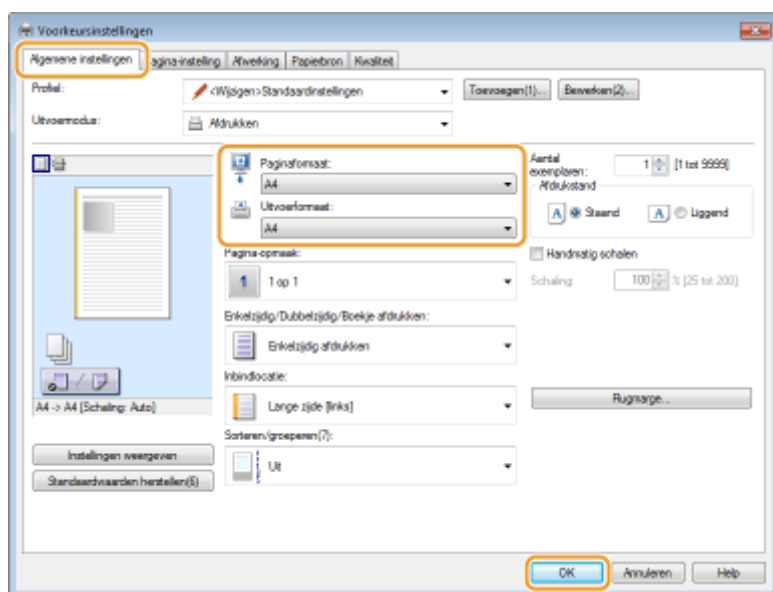 Voorkeursinstellingen
Algemene instellingen Pagina-instelling Afwerking Papierbron Kwaliteit
Profiel: <Wijzigen>Standaardinstellingen Toevoegen(1)... Bewerken(2)...
Uitvoermodus: Afdrukken
Paginaformaat:
A4
Uitvoerformaat:
A4
Aantal exemplaren: 1 [1 tot 9999]
Afdrukstand
A Staand A Liggend
Pagina-opmaak:
1 1 op 1
Handmatig schalen
Schaling: 100 % [25 tot 200]
Enkelzijdig/Dubbelzijdig/Boekje afdrukken:
Enkelzijdig afdrukken
Inbindlocatie:
Lange zijde [links]
Rugmarge...
A4 -> A4 [Schaling: Auto]
Sorteren/groeperen(7):
Uit
Instellingen weergeven
Standaardwaarden herstellen(6)
OK Annuleren Help